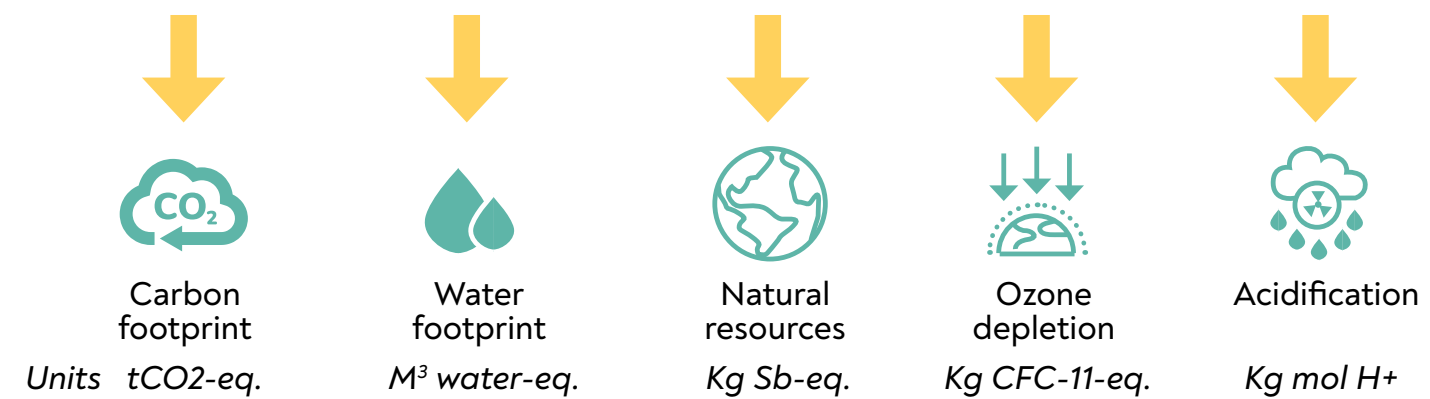 CO₂
Carbon
footprint
Water
footprint
Natural
resources
Ozone
depletion
Acidification
Units tCO2-eq. M³ water-eq. Kg Sb-eq. Kg CFC-11-eq. Kg mol H+